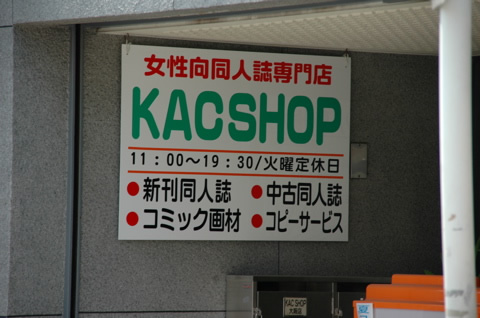 女性向同人誌専門店
KACSHOP
11:00〜19:30/火曜定休日
●新刊同人誌 ●中古同人誌
●コミック画材 ●コピーサービス
KAC SHOP